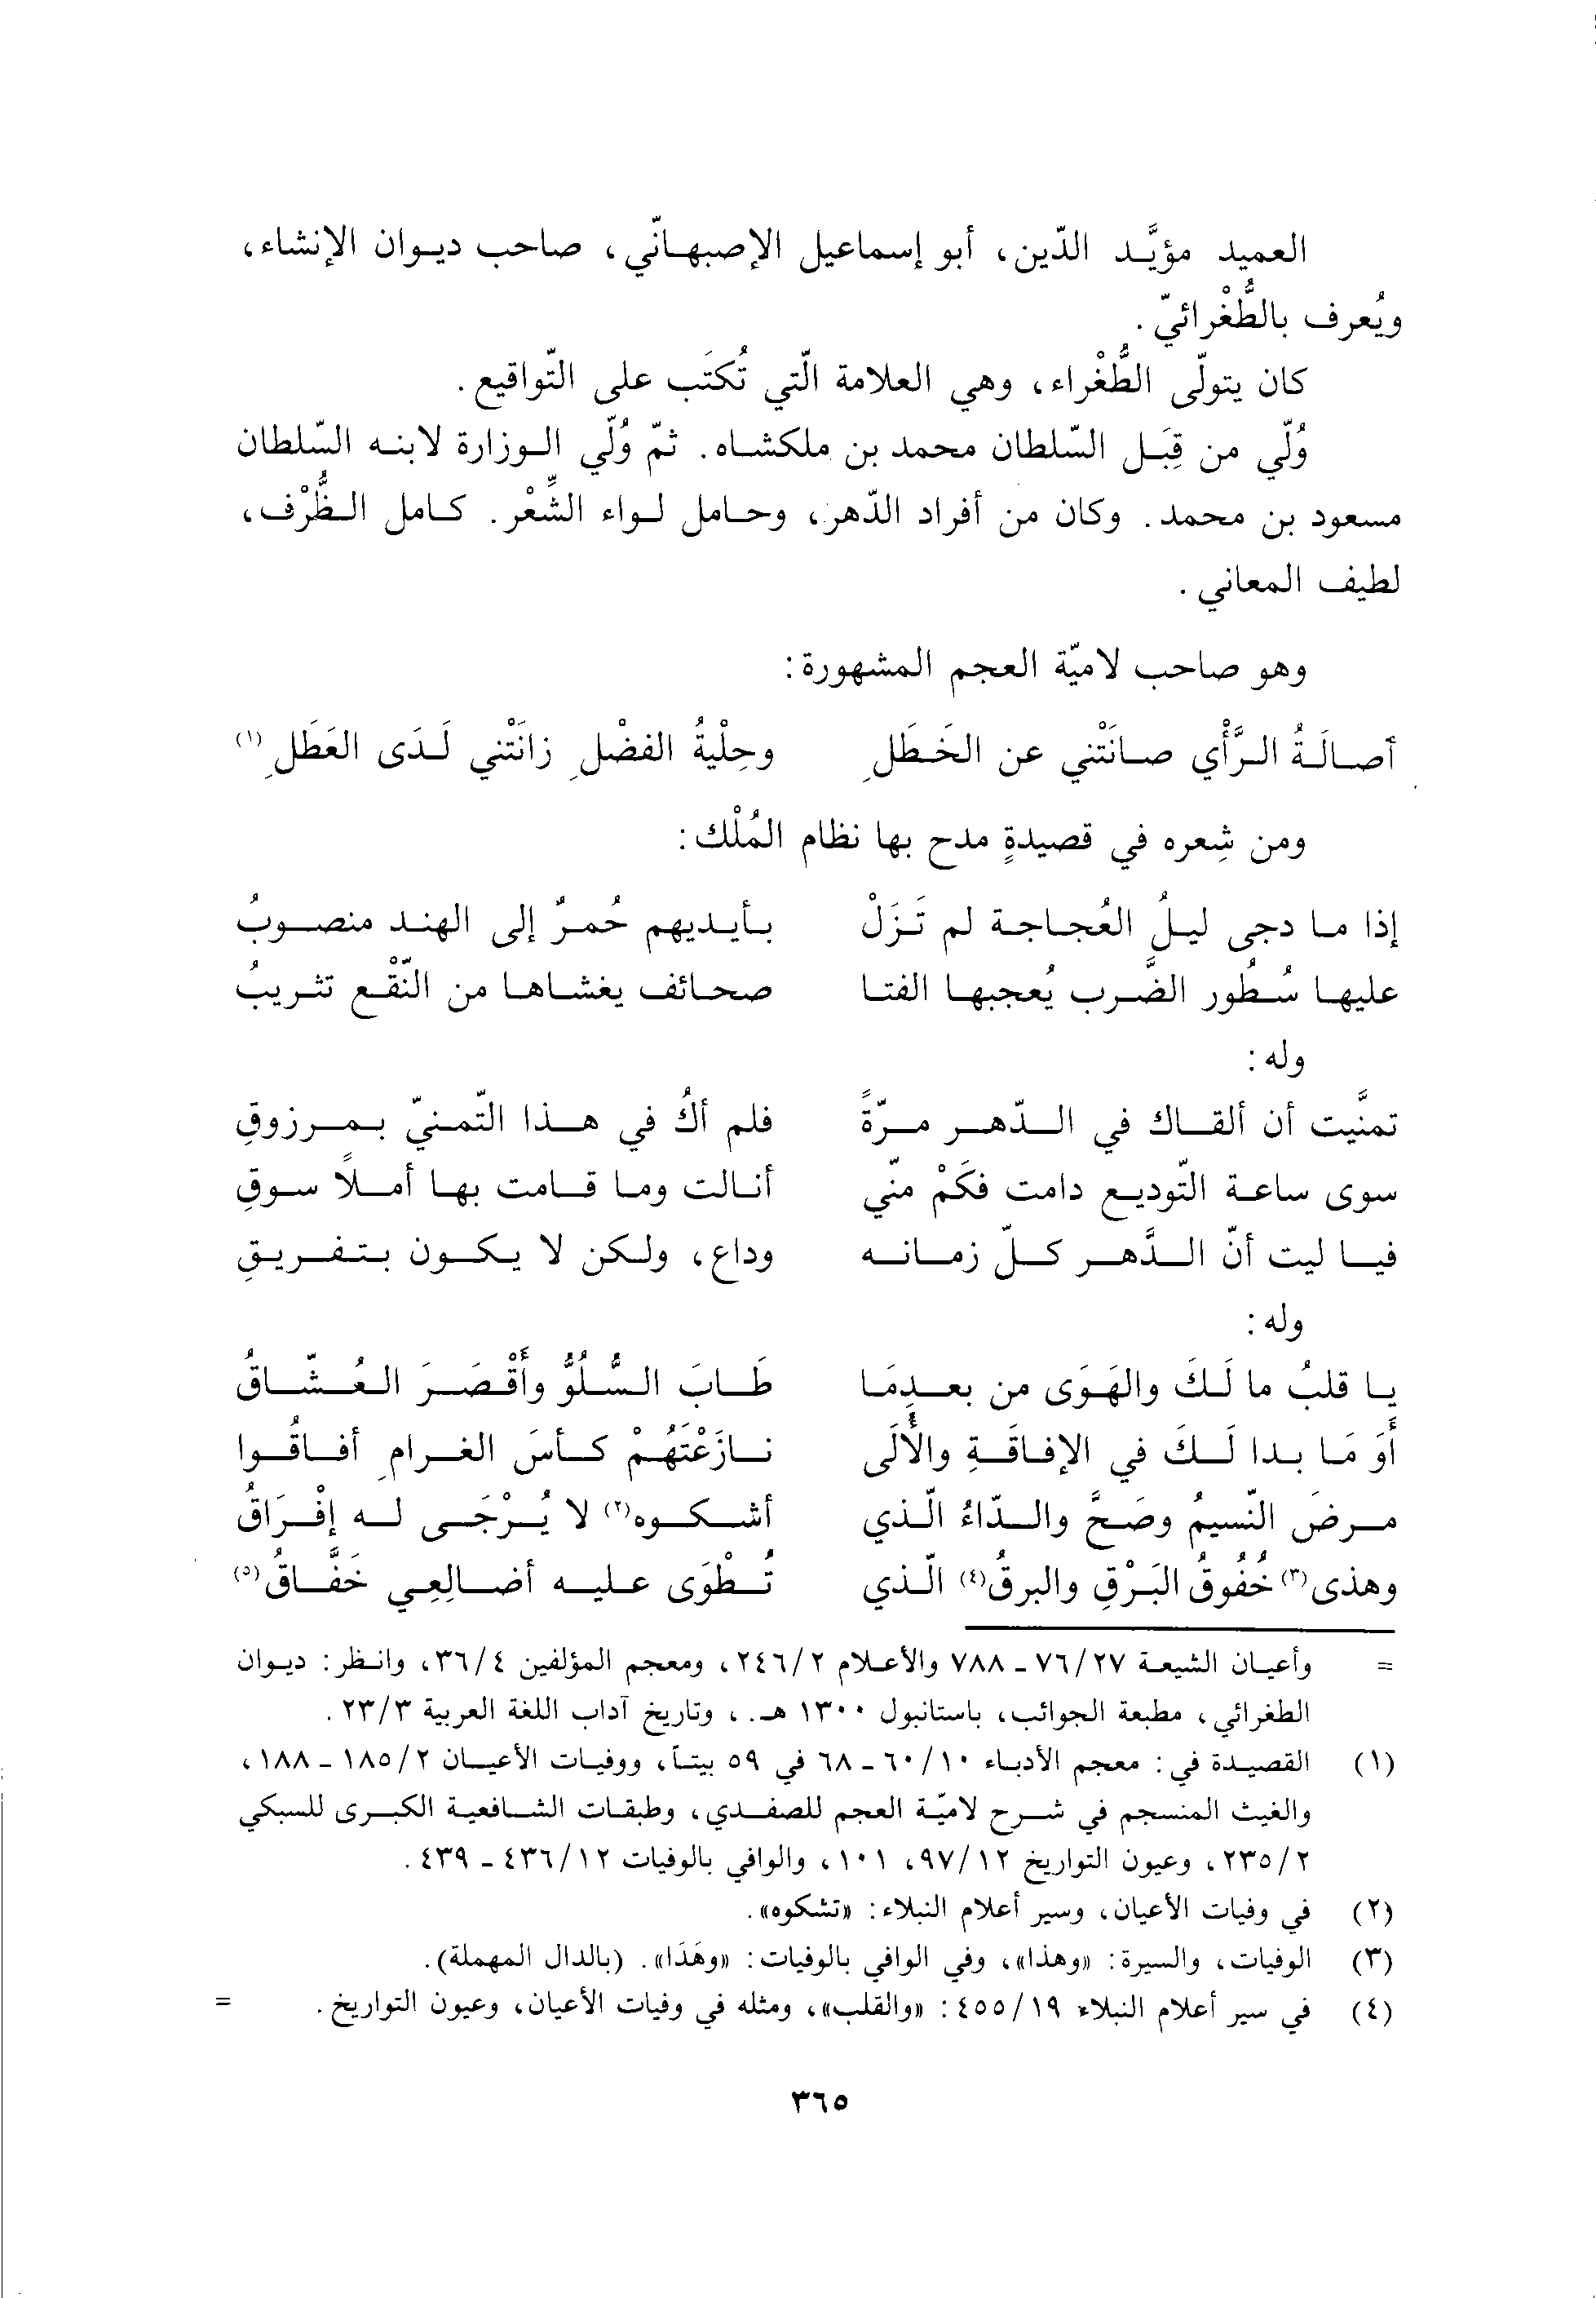 العميد مؤيَّد الدّين، أبو إسماعيل الإصبهانّي، صاحب ديوان الإنشاء،
ويُعرف بالطُّغْرائيّ.
كان يتولّى الطُّغْراء، وهي العلامة الّتي تُكتَب على التّواقيع.
وُلّي من قِبَل السّلطان محمد بن ملكشاه. ثمّ وُلّي الوزارة لابنه السّلطان
مسعود بن محمد. وكان من أفراد الدّهر، وحامل لواء الشِّعْر. كامل الظُّرْف،
لطيف المعاني.
وهو صاحب لاميّة العجم المشهورة:
أصالَةُ الرَّأْي صانَتْني عن الخَطَلِ وحِلْيةُ الفضْلِ زانَتْني لَدَى العَطَلِ(١)
ومن شِعره في قصيدةٍ مدح بها نظام المُلْك:
إذا ما دجى ليلُ العُجاجة لم تَزَلْ بأيديهم حُمرٌ إلى الهند منصوبُ
عليها سُطُور الضَّرب يُعجبها الفتا صحائف يغشاها من النّقْع تثريبُ
وله:
تمنَّيت أن ألقاك في الدّهر مرّةً فلم أكُ في هذا التّمنيّ بمرزوقِ
سوى ساعة التّوديع دامت فكَمْ منّي أنالت وما قامت بها أملاً سوقِ
فيا ليت أنّ الدَّهر كلّ زمانه وداع، ولكن لا يكون بتفريقِ
وله:
يا قلبُ ما لَكَ والهَوَى من بعدِمَا طَابَ السُّلُوُّ وأَقْصَرَ العُشّاقُ
أَوَ مَا بدا لَكَ في الإفاقَةِ والأُلَى نازَعْتَهُمْ كأسَ الغرامِ أفاقُوا
مرضَ النّسيمُ وصَحَّ والدّاءُ الّذي أشكوه(٢) لا يُرْجَى له إفْرَاقُ
وهذى(٣) خُفُوقُ البَرْقِ والبرقُ(٤) الّذي تُطْوَى عليه أضالِعِي خَفَّاقُ(٥)
= وأعيان الشيعة ٧٦/٢٧ ـ ٧٨٨ والأعلام ٢٤٦/٢، ومعجم المؤلفين ٣٦/٤، وانظر: ديوان
الطغرائي، مطبعة الجوائب، باستانبول ١٣٠٠ هـ.، وتاريخ آداب اللغة العربية ٢٣/٣.
(١) القصيدة في: معجم الأدباء ٦٠/١٠ ـ ٦٨ في ٥٩ بيتاً، ووفيات الأعيان ١٨٥/٢ ـ ١٨٨،
والغيث المنسجم في شرح لاميّة العجم للصفدي، وطبقات الشافعية الكبرى للسبكي
٢٣٥/٢، وعيون التواريخ ٩٧/١٢، ١٠١، والوافي بالوفيات ٤٣٦/١٢ ـ ٤٣٩.
(٢) في وفيات الأعيان، وسير أعلام النبلاء: «تشكوه».
(٣) الوفيات، والسيرة: «وهذا»، وفي الوافي بالوفيات: «وهَدَا». (بالدال المهملة).
(٤) في سير أعلام النبلاء ٤٥٥/١٩: «والقلب»، ومثله في وفيات الأعيان، وعيون التواريخ. =
٣٦٥